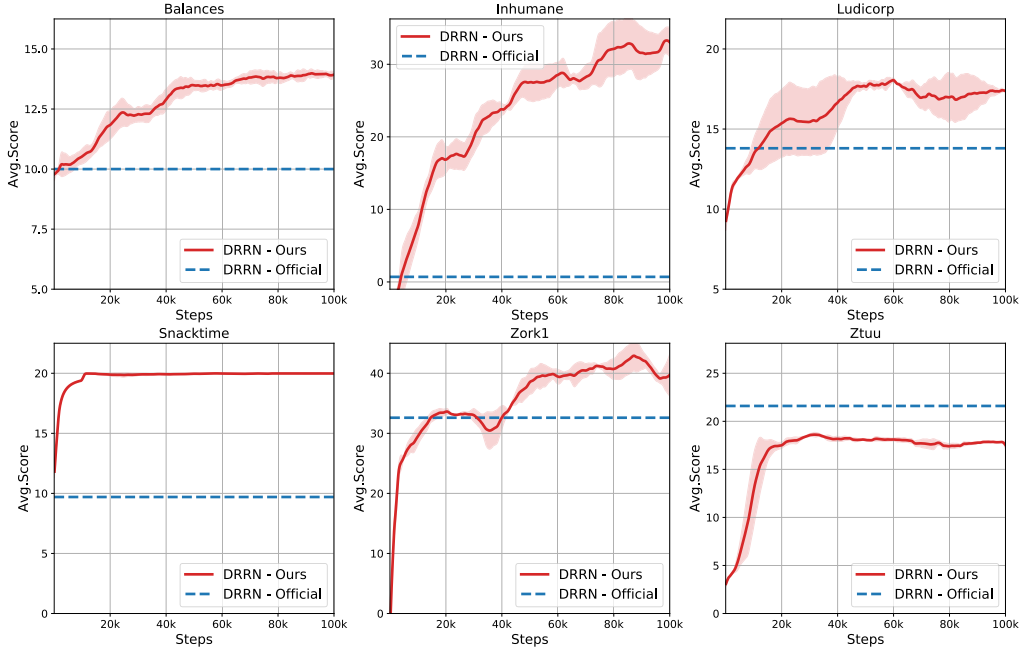 Balances
Avg.Score
15.0
12.5
10.0
7.5
5.0
DRRN - Ours
DRRN - Official
20k 40k 60k 80k 100k
Steps
Inhumane
Avg.Score
30
20
10
0
DRRN - Ours
DRRN - Official
20k 40k 60k 80k 100k
Steps
Ludicorp
Avg.Score
20
15
10
5
DRRN - Ours
DRRN - Official
20k 40k 60k 80k 100k
Steps
Snacktime
Avg.Score
20
15
10
5
0
DRRN - Ours
DRRN - Official
20k 40k 60k 80k 100k
Steps
Zork1
Avg.Score
40
30
20
10
0
DRRN - Ours
DRRN - Official
20k 40k 60k 80k 100k
Steps
Ztuu
Avg.Score
25
20
15
10
5
0
DRRN - Ours
DRRN - Official
20k 40k 60k 80k 100k
Steps